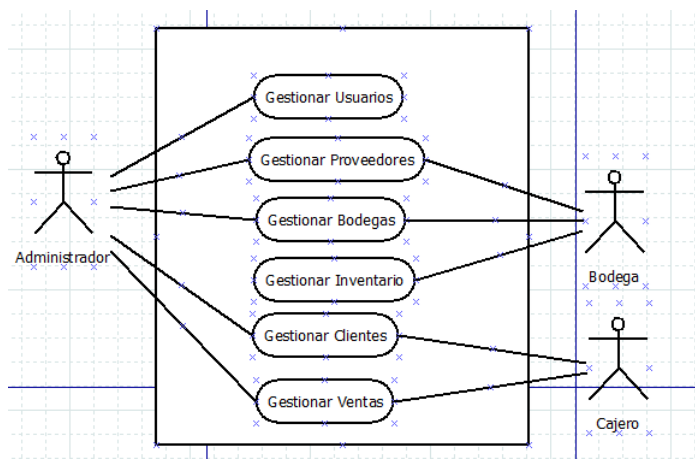 Gestionar Usuarios
Gestionar Proveedores
Gestionar Bodegas
Administrador
Gestionar Inventario
Bodega
Gestionar Clientes
Gestionar Ventas
Cajero